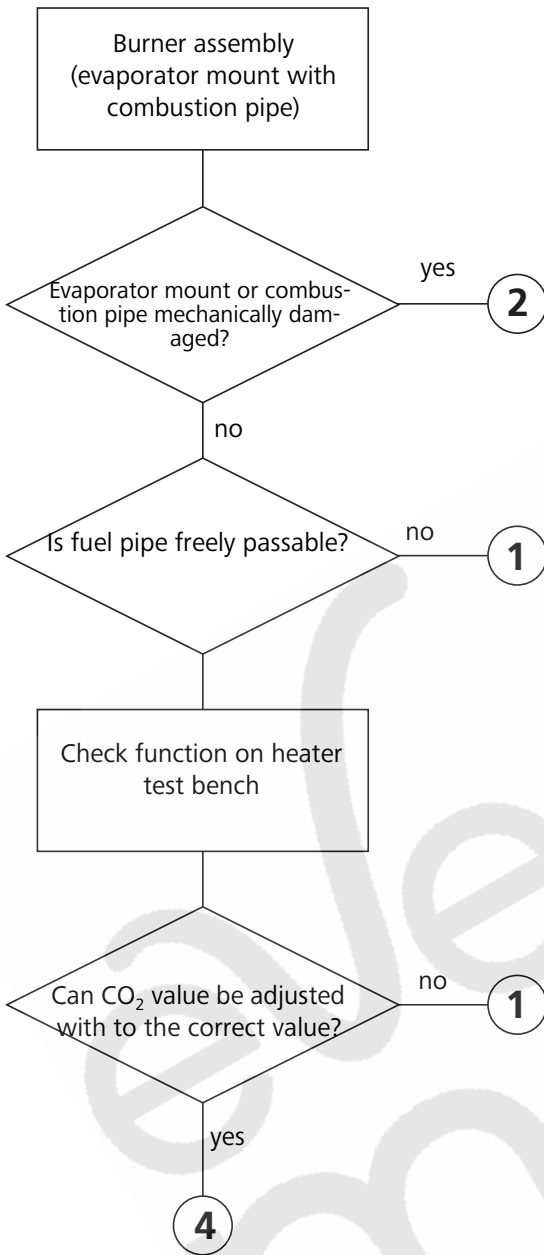 Burner assembly
(evaporator mount with
combustion pipe)
yes
Evaporator mount or combus-
tion pipe mechanically dam-
aged?
2
no
Is fuel pipe freely passable?
no
1
Check function on heater
test bench
Can CO₂ value be adjusted
with to the correct value?
no
1
yes
4